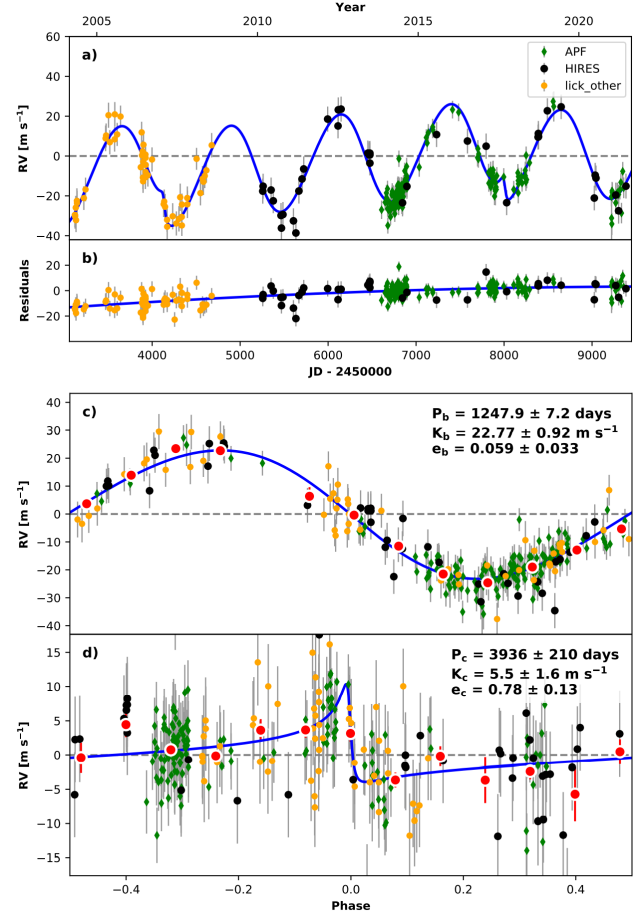 Year
2005 2010 2015 2020
60
40
20
0
−20
−40
RV [m s⁻¹]
a)
APF
HIRES
lick_other
20
0
−20
Residuals
b)
4000 5000 6000 7000 8000 9000
JD - 2450000
40
30
20
10
0
−10
−20
−30
−40
RV [m s⁻¹]
c)
P_b = 1247.9 ± 7.2 days
K_b = 22.77 ± 0.92 m s⁻¹
e_b = 0.059 ± 0.033
15
10
5
0
−5
−10
−15
RV [m s⁻¹]
d)
P_c = 3936 ± 210 days
K_c = 5.5 ± 1.6 m s⁻¹
e_c = 0.78 ± 0.13
−0.4 −0.2 0.0 0.2 0.4
Phase